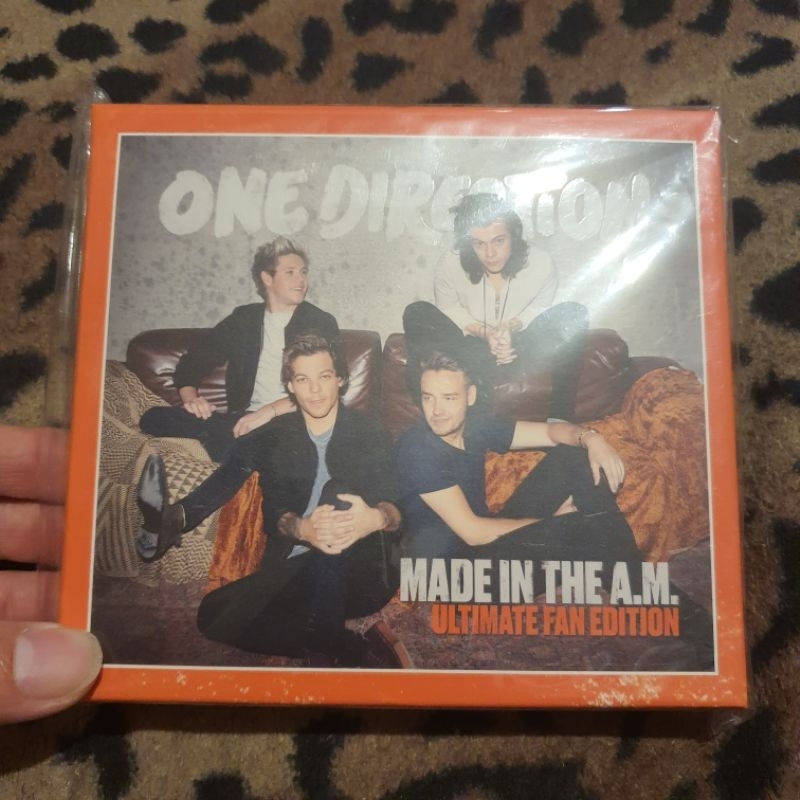 ONE DIRECTION
MADE IN THE A.M.
ULTIMATE FAN EDITION